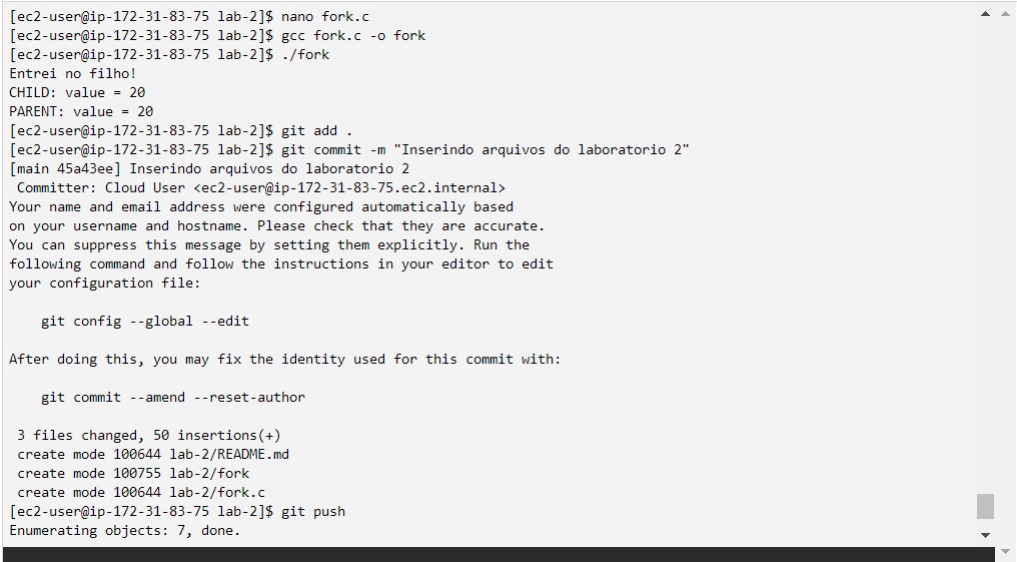 [ec2-user@ip-172-31-83-75 lab-2]$ nano fork.c
[ec2-user@ip-172-31-83-75 lab-2]$ gcc fork.c -o fork
[ec2-user@ip-172-31-83-75 lab-2]$ ./fork
Entrei no filho!
CHILD: value = 20
PARENT: value = 20
[ec2-user@ip-172-31-83-75 lab-2]$ git add .
[ec2-user@ip-172-31-83-75 lab-2]$ git commit -m "Inserindo arquivos do laboratorio 2"
[main 45a43ee] Inserindo arquivos do laboratorio 2
 Committer: Cloud User <ec2-user@ip-172-31-83-75.ec2.internal>
Your name and email address were configured automatically based
on your username and hostname. Please check that they are accurate.
You can suppress this message by setting them explicitly. Run the
following command and follow the instructions in your editor to edit
your configuration file:

    git config --global --edit

After doing this, you may fix the identity used for this commit with:

    git commit --amend --reset-author

 3 files changed, 50 insertions(+)
 create mode 100644 lab-2/README.md
 create mode 100755 lab-2/fork
 create mode 100644 lab-2/fork.c
[ec2-user@ip-172-31-83-75 lab-2]$ git push
Enumerating objects: 7, done.